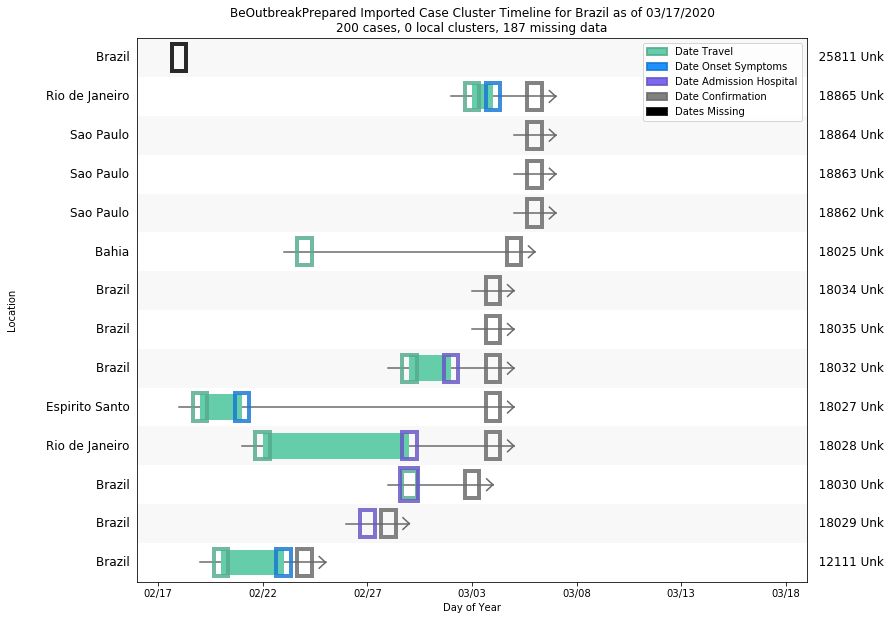 BeOutbreakPrepared Imported Case Cluster Timeline for Brazil as of 03/17/2020
200 cases, 0 local clusters, 187 missing data
Date Travel
Date Onset Symptoms
Date Admission Hospital
Date Confirmation
Dates Missing
Brazil 25811 Unk
Rio de Janeiro 18865 Unk
Sao Paulo 18864 Unk
Sao Paulo 18863 Unk
Sao Paulo 18862 Unk
Bahia 18025 Unk
Brazil 18034 Unk
Brazil 18035 Unk
Brazil 18032 Unk
Espirito Santo 18027 Unk
Rio de Janeiro 18028 Unk
Brazil 18030 Unk
Brazil 18029 Unk
Brazil 12111 Unk
Location
02/17 02/22 02/27 03/03 03/08 03/13 03/18
Day of Year